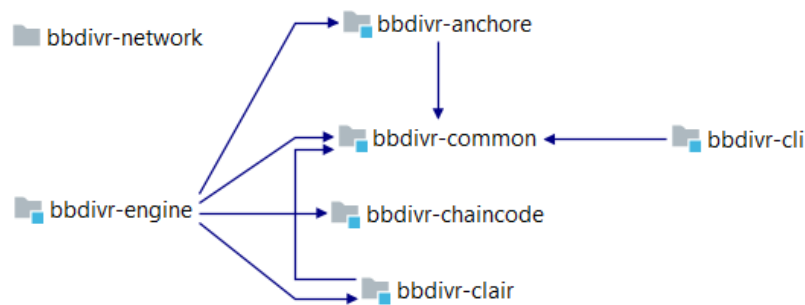 bbdivr-network
bbdivr-anchore
bbdivr-common
bbdivr-cli
bbdivr-engine
bbdivr-chaincode
bbdivr-clair